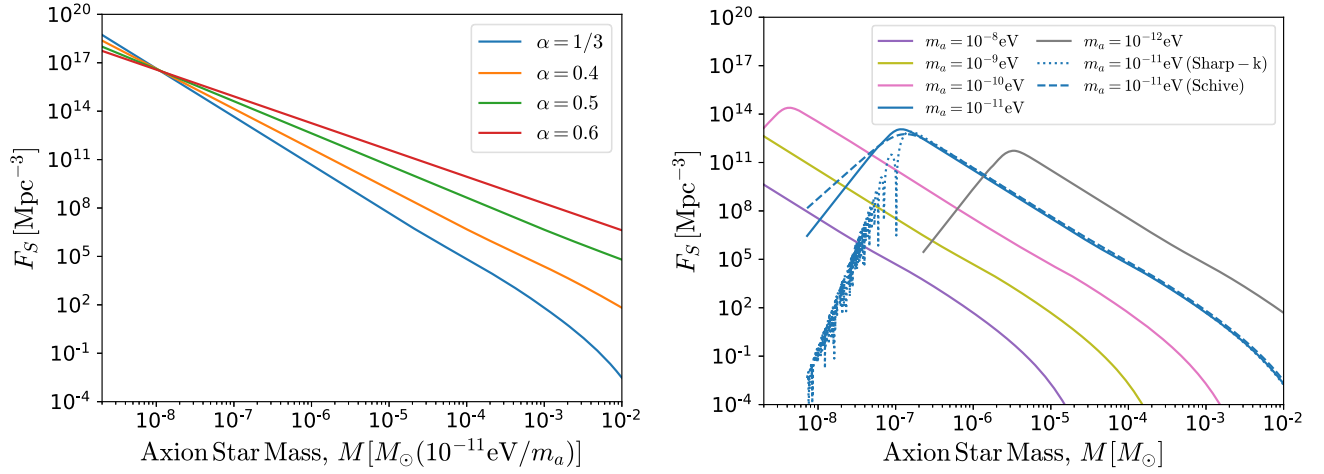 10^20
10^17
10^14
10^11
10^8
10^5
10^2
10^-1
10^-4
F_S [Mpc^-3]
α = 1/3
α = 0.4
α = 0.5
α = 0.6
10^-8
10^-7
10^-6
10^-5
10^-4
10^-3
10^-2
Axion Star Mass, M[M_⊙(10^-11 eV/m_a)]
10^20
10^17
10^14
10^11
10^8
10^5
10^2
10^-1
10^-4
F_S [Mpc^-3]
m_a = 10^-8 eV
m_a = 10^-9 eV
m_a = 10^-10 eV
m_a = 10^-11 eV
m_a = 10^-12 eV
m_a = 10^-11 eV (Sharp − k)
m_a = 10^-11 eV (Schive)
10^-8
10^-7
10^-6
10^-5
10^-4
10^-3
10^-2
Axion Star Mass, M[M_⊙]